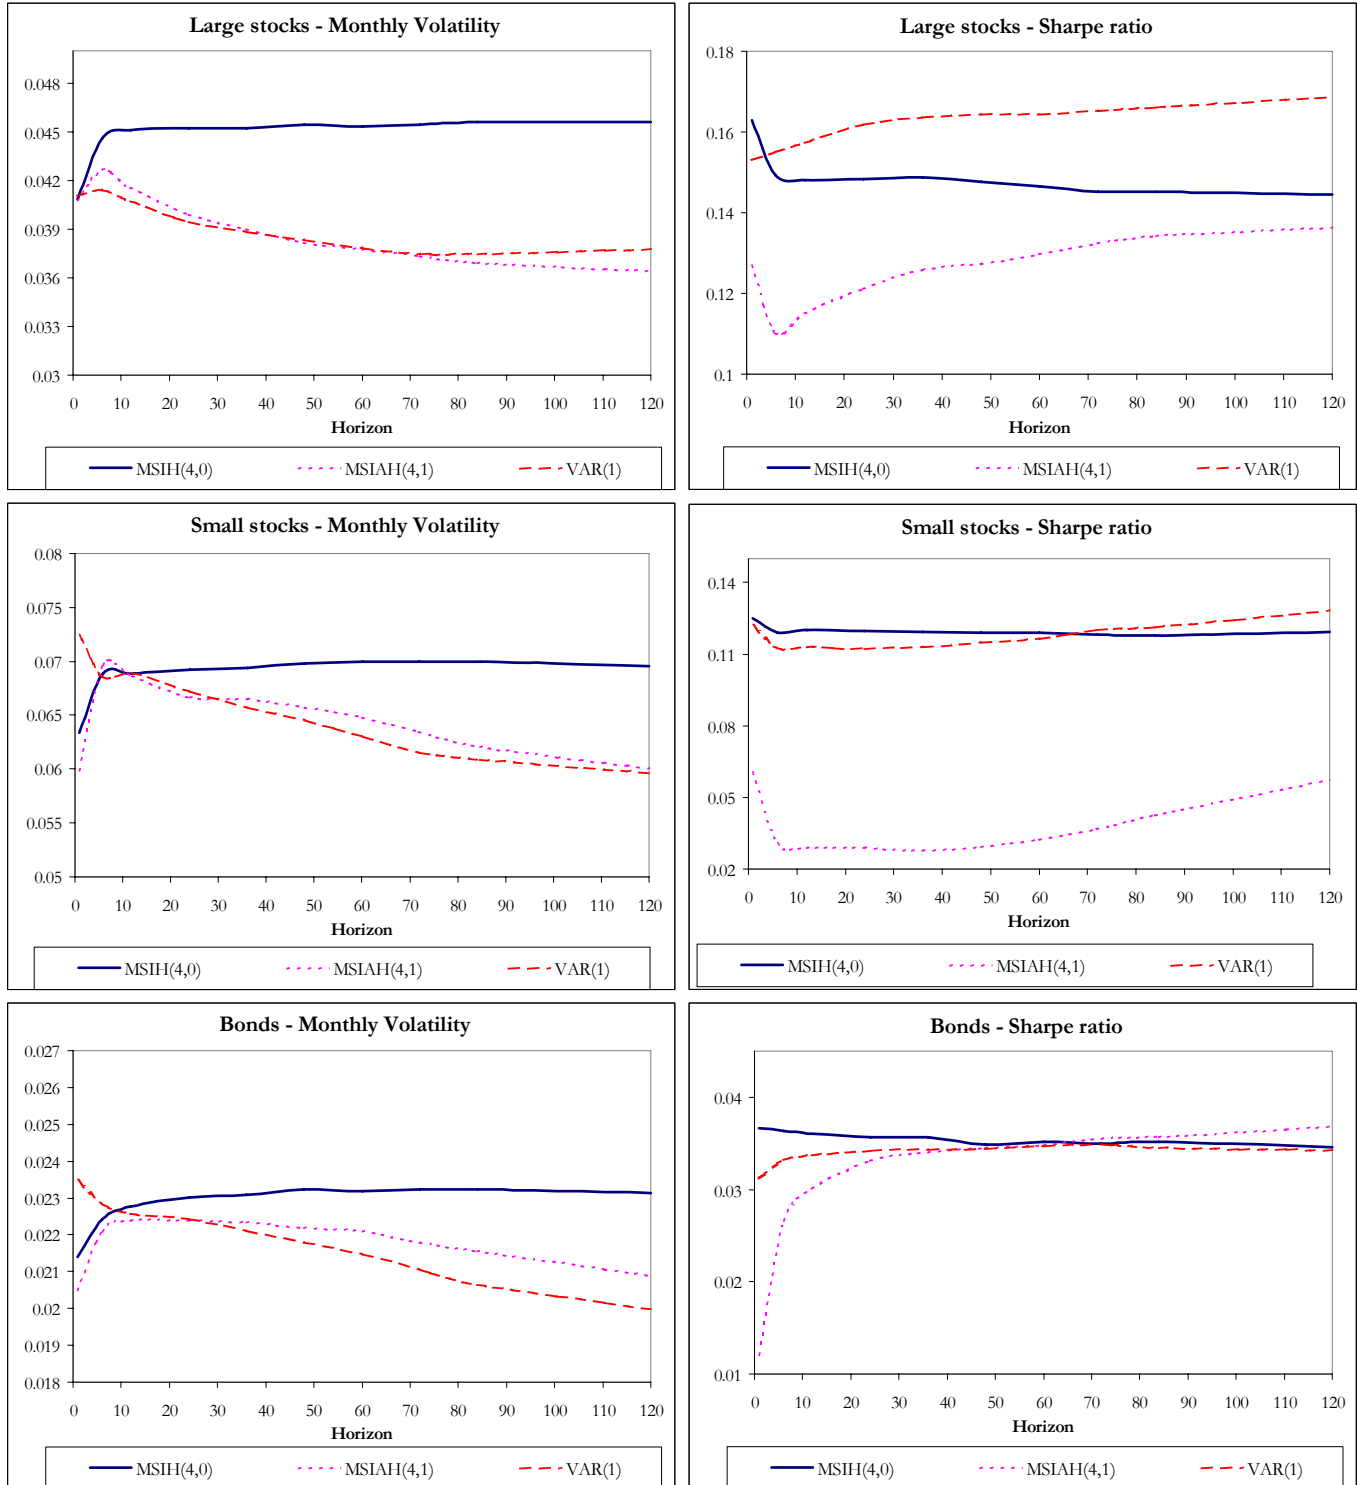 Large stocks - Monthly Volatility
0.048
0.045
0.042
0.039
0.036
0.033
0.03
0 10 20 30 40 50 60 70 80 90 100 110 120
Horizon
MSIH(4,0) MSIAH(4,1) VAR(1)
Large stocks - Sharpe ratio
0.18
0.16
0.14
0.12
0.1
0 10 20 30 40 50 60 70 80 90 100 110 120
Horizon
MSIH(4,0) MSIAH(4,1) VAR(1)
Small stocks - Monthly Volatility
0.08
0.075
0.07
0.065
0.06
0.055
0.05
0 10 20 30 40 50 60 70 80 90 100 110 120
Horizon
MSIH(4,0) MSIAH(4,1) VAR(1)
Small stocks - Sharpe ratio
0.14
0.11
0.08
0.05
0.02
0 10 20 30 40 50 60 70 80 90 100 110 120
Horizon
MSIH(4,0) MSIAH(4,1) VAR(1)
Bonds - Monthly Volatility
0.027
0.026
0.025
0.024
0.023
0.022
0.021
0.02
0.019
0.018
0 10 20 30 40 50 60 70 80 90 100 110 120
Horizon
MSIH(4,0) MSIAH(4,1) VAR(1)
Bonds - Sharpe ratio
0.04
0.03
0.02
0.01
0 10 20 30 40 50 60 70 80 90 100 110 120
Horizon
MSIH(4,0) MSIAH(4,1) VAR(1)